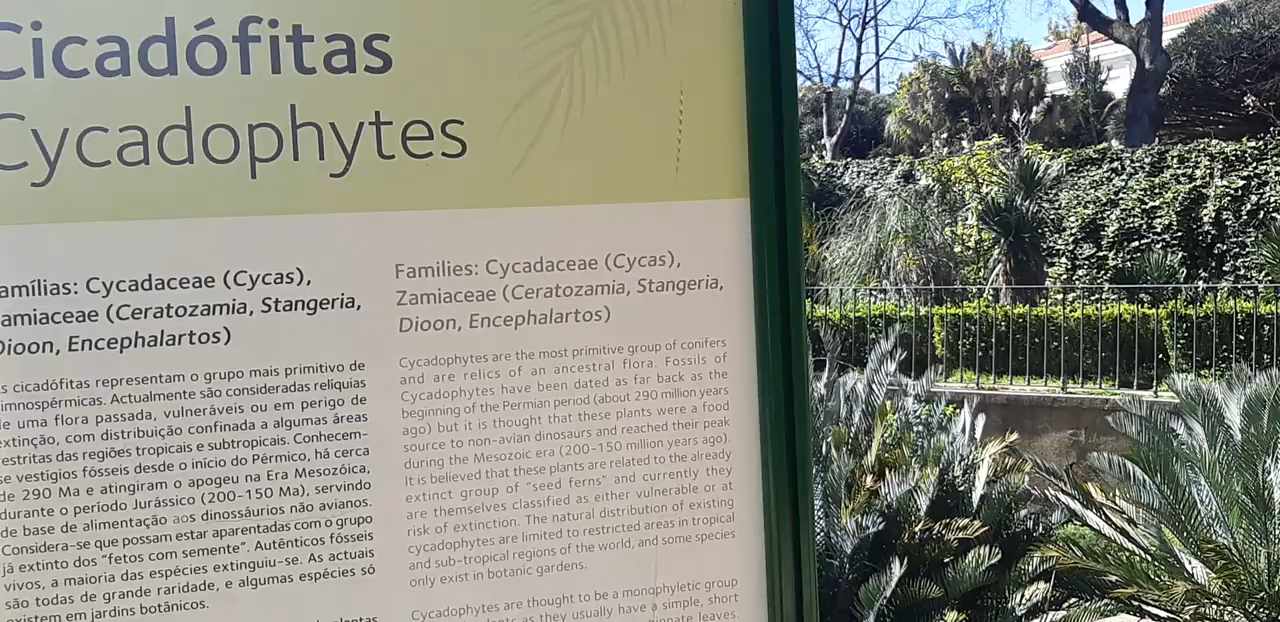 Cicadófitas
Cycadophytes
amílias: Cycadaceae (Cycas),
amiaceae (Ceratozamia, Stangeria,
Dioon, Encephalartos)
s cicadófitas representam o grupo mais primitivo de
imnospérmicas. Actualmente são consideradas relíquias
de uma flora passada, vulneráveis ou em perigo de
extinção, com distribuição confinada a algumas áreas
restritas das regiões tropicais e subtropicais. Conhecem-
se vestígios fósseis desde o início do Pérmico, há cerca
de 290 Ma e atingiram o apogeu na Era Mesozóica,
durante o período Jurássico (200-150 Ma), servindo
de base de alimentação aos dinossáurios não avianos.
Considera-se que possam estar aparentadas com o grupo
já extinto dos “fetos com semente”. Autênticos fósseis
vivos, a maioria das espécies extinguiu-se. As actuais
são todas de grande raridade, e algumas espécies só
existem em jardins botânicos.
plantas
Families: Cycadaceae (Cycas),
Zamiaceae (Ceratozamia, Stangeria,
Dioon, Encephalartos)
Cycadophytes are the most primitive group of conifers
and are relics of an ancestral flora. Fossils of
Cycadophytes have been dated as far back as the
beginning of the Permian period (about 290 million years
ago) but it is thought that these plants were a food
source to non-avian dinosaurs and reached their peak
during the Mesozoic era (200-150 million years ago).
It is believed that these plants are related to the already
extinct group of “seed ferns” and currently they
are themselves classified as either vulnerable or at
risk of extinction. The natural distribution of existing
cycadophytes are limited to restricted areas in tropical
and sub-tropical regions of the world, and some species
only exist in botanic gardens.
Cycadophytes are thought to be a monophyletic group
as they usually have a simple, short
pinnate leaves.